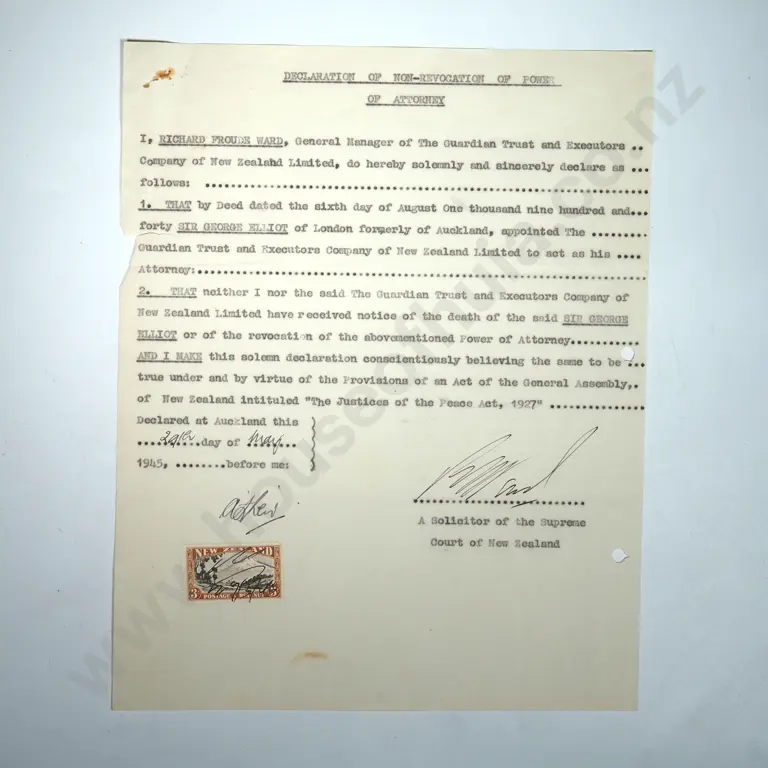 DECLARATION OF NON-REVOCATION OF POWER
OF ATTORNEY
I, RICHARD FROUDE WARD, General Manager of The Guardian Trust and Executors ..
Company of New Zealand Limited, do hereby solemnly and sincerely declare as ...
follows: ..........
1. THAT by Deed dated the sixth day of August One thousand nine hundred and...
forty SIR GEORGE ELLIOT of London formerly of Auckland, appointed The ........
Guardian Trust and Executors Company of New Zealand Limited to act as his ....
Attorney:..........
2. THAT neither I nor the said The Guardian Trust and Executors Company of
New Zealand Limited have received notice of the death of the said SIR GEORGE
ELLIOT or of the revocation of the abovementioned Power of Attorney..........
AND I MAKE this solemn declaration conscientiously believing the same to be ...
true under and by virtue of the Provisions of an Act of the General Assembly,.
of New Zealand intituled "The Justices of the Peace Act, 1927" ..............
Declared at Auckland this
29th day of May
1945, ........before me:
A Solicitor of the Supreme
Court of New Zealand
NEW ZEALAND
3 POSTAGE REVENUE 3
www.houseofhuis.co.nz